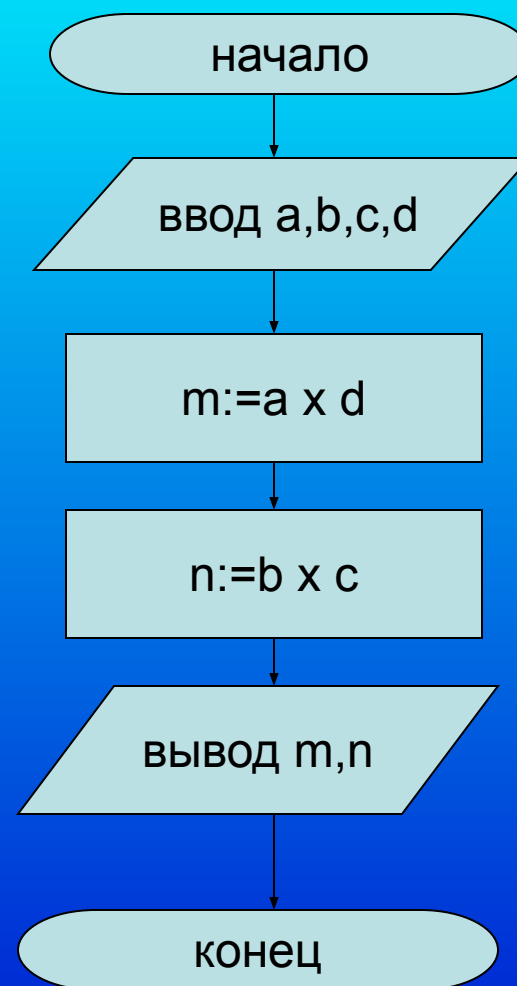 начало
ввод a,b,c,d
m:=a x d
n:=b x c
вывод m,n
конец